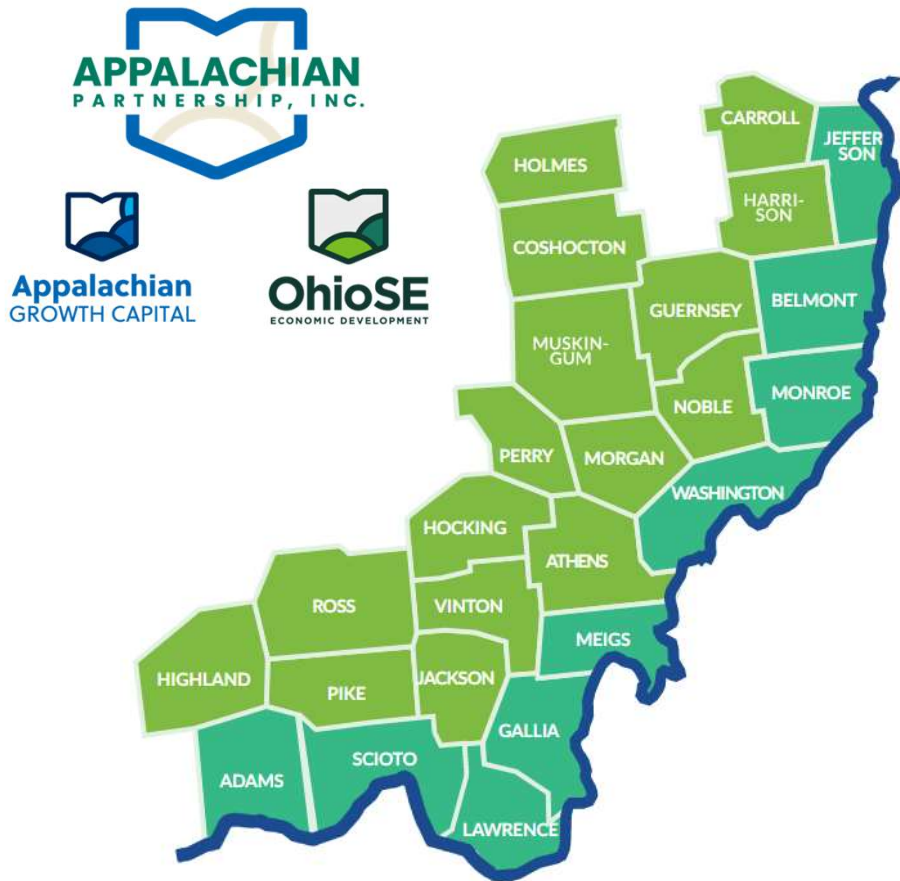 APPALACHIAN
PARTNERSHIP, INC.
Appalachian
GROWTH CAPITAL
OhioSE
ECONOMIC DEVELOPMENT
CARROLL
JEFFER
SON
HOLMES
HARRI-
SON
COSHOCTON
BELMONT
GUERNSEY
MUSKIN-
GUM
MONROE
NOBLE
PERRY
MORGAN
WASHINGTON
HOCKING
ATHENS
ROSS
VINTON
MEIGS
HIGHLAND
PIKE
JACKSON
GALLIA
SCIOTO
ADAMS
LAWRENCE